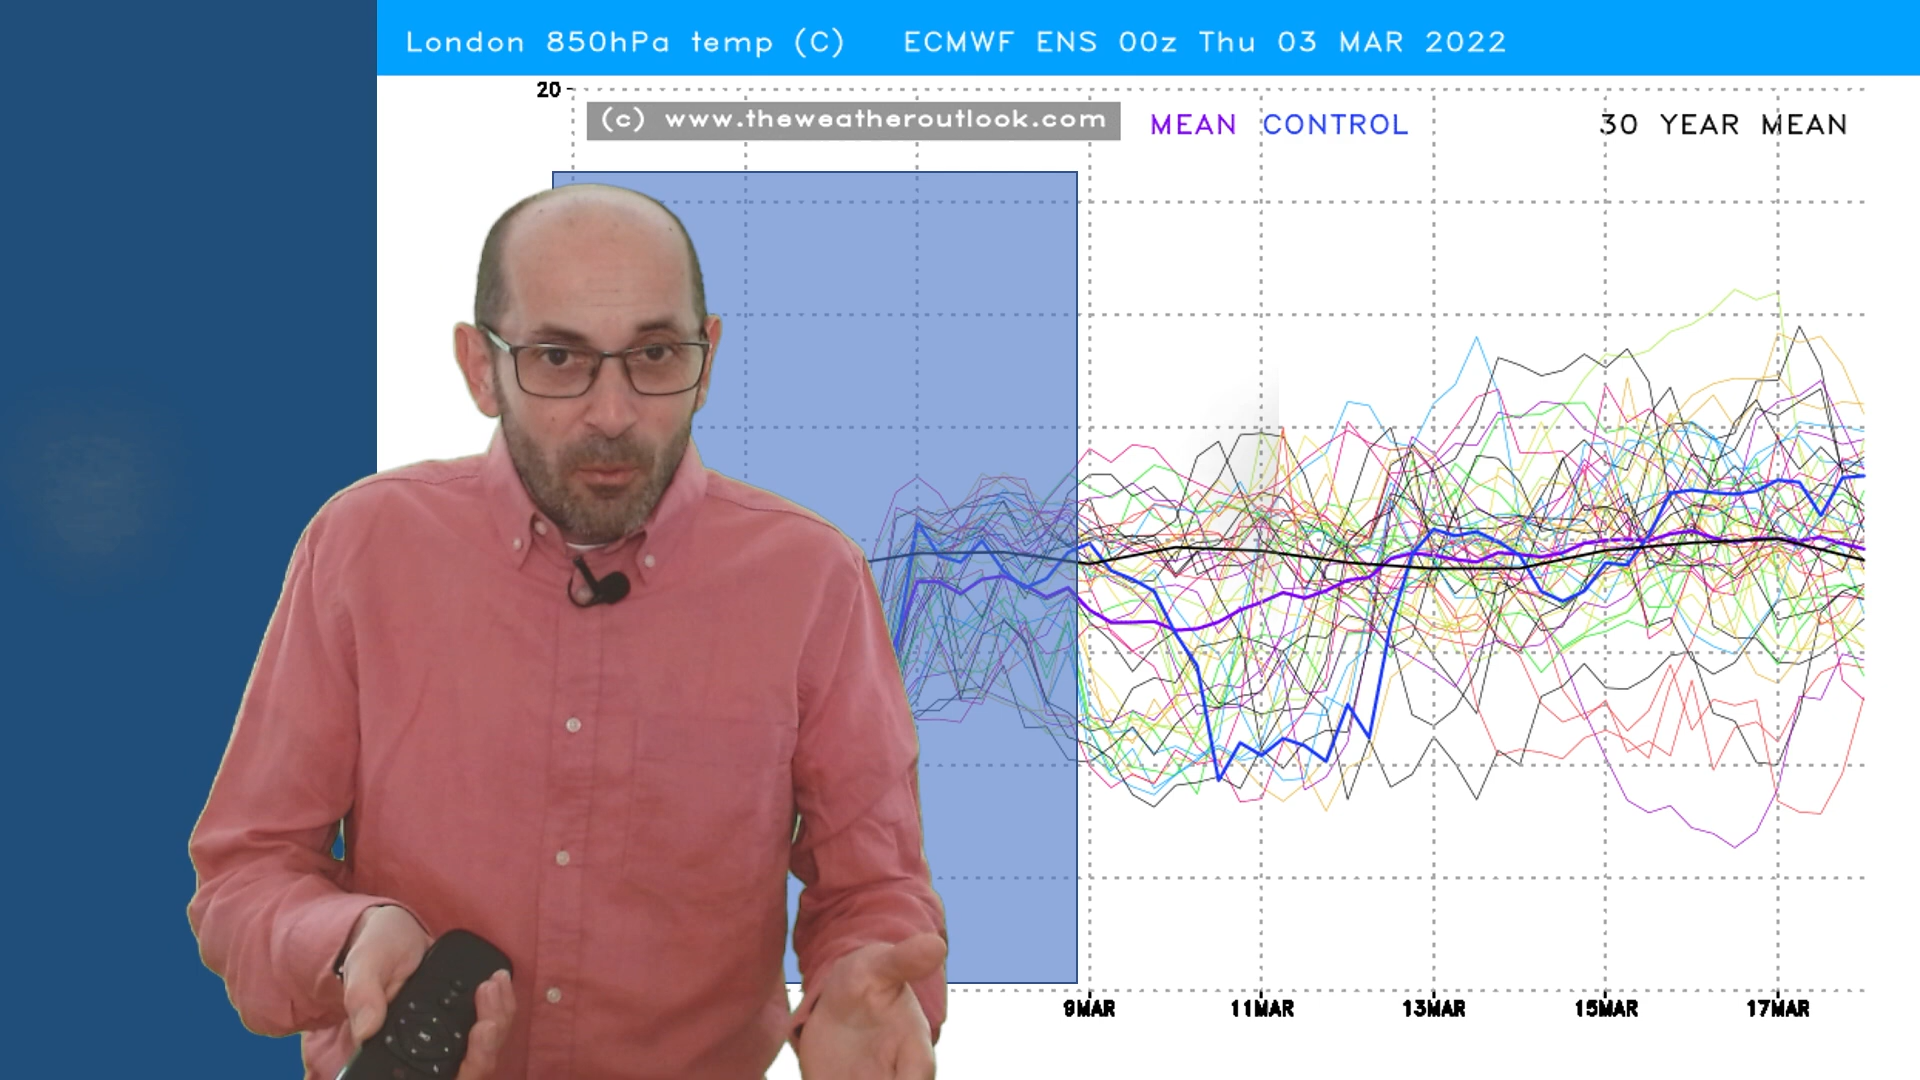 London 850hPa temp (C) ECMWF ENS 00z Thu 03 MAR 2022
20
(c) www.theweatheroutlook.com
MEAN CONTROL
30 YEAR MEAN
9MAR 11MAR 13MAR 15MAR 17MAR